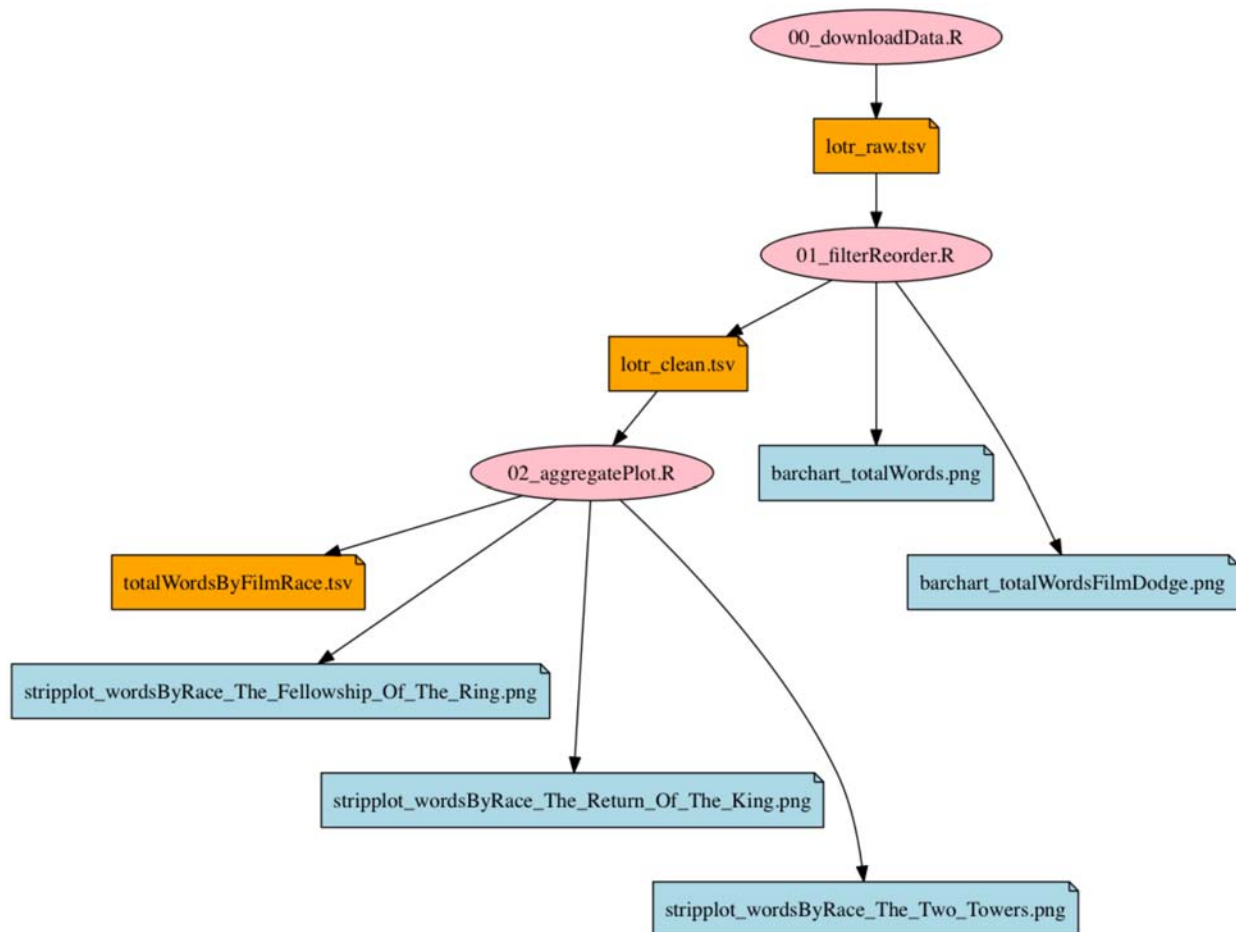 00_downloadData.R
lotr_raw.tsv
01_filterReorder.R
lotr_clean.tsv
02_aggregatePlot.R
barchart_totalWords.png
totalWordsByFilmRace.tsv
barchart_totalWordsFilmDodge.png
stripplot_wordsByRace_The_Fellowship_Of_The_Ring.png
stripplot_wordsByRace_The_Return_Of_The_King.png
stripplot_wordsByRace_The_Two_Towers.png